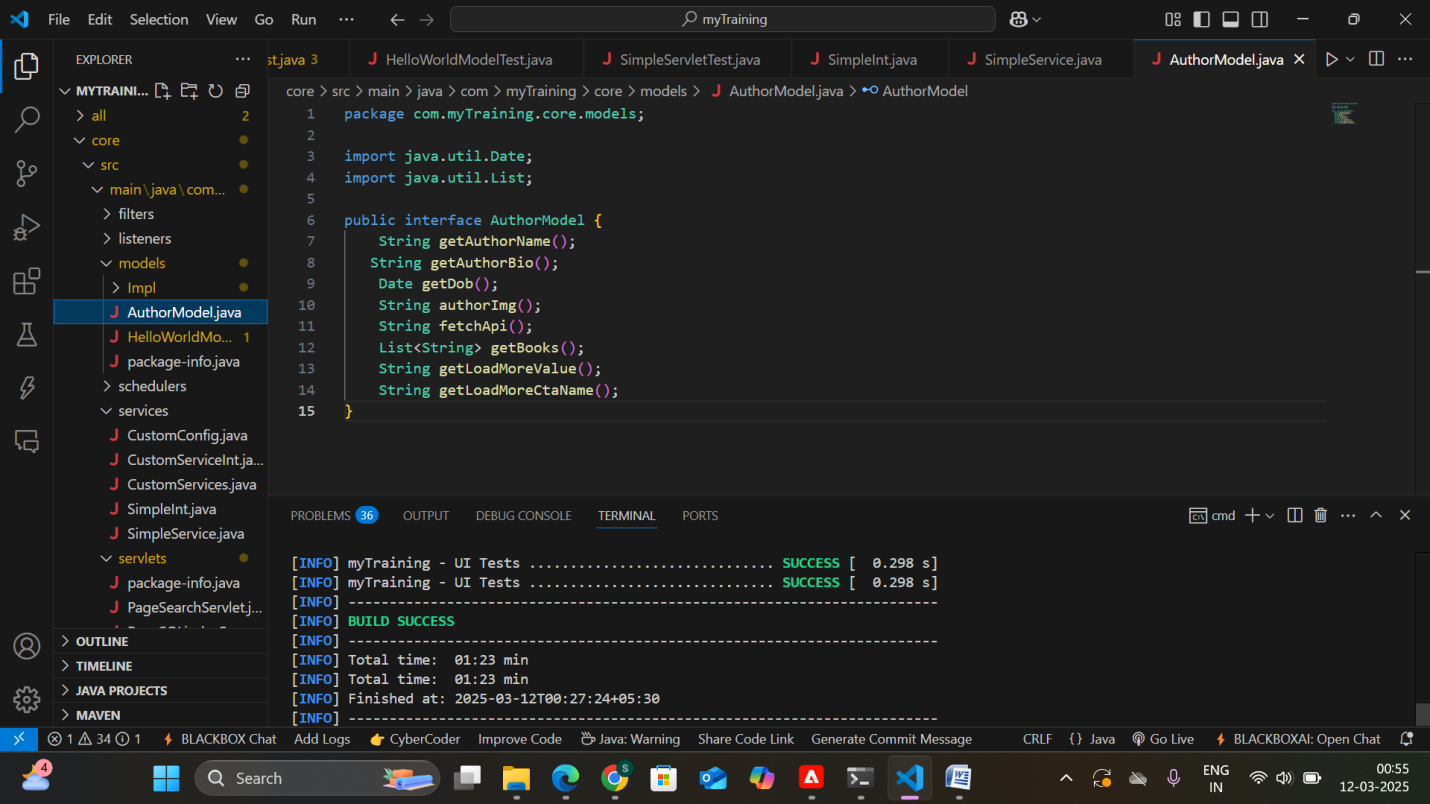 File Edit Selection View Go Run ··· myTraining
EXPLORER ···
st.java 3 HelloWorldModelTest.java SimpleServletTest.java SimpleInt.java SimpleService.java AuthorModel.java
MYTRAINI...
all 2
core
src
main\java\com...
filters
listeners
models
Impl
AuthorModel.java
HelloWorldMo... 1
package-info.java
schedulers
services
CustomConfig.java
CustomServiceInt.ja...
CustomServices.java
SimpleInt.java
SimpleService.java
servlets
package-info.java
PageSearchServlet.j...
OUTLINE
TIMELINE
JAVA PROJECTS
MAVEN
core > src > main > java > com > myTraining > core > models > AuthorModel.java > AuthorModel
1 package com.myTraining.core.models;
2
3 import java.util.Date;
4 import java.util.List;
5
6 public interface AuthorModel {
7 String getAuthorName();
8 String getAuthorBio();
9 Date getDob();
10 String authorImg();
11 String fetchApi();
12 List<String> getBooks();
13 String getLoadMoreValue();
14 String getLoadMoreCtaName();
15 }
PROBLEMS 36 OUTPUT DEBUG CONSOLE TERMINAL PORTS cmd
[INFO] myTraining - UI Tests ............................. SUCCESS [  0.298 s]
[INFO] myTraining - UI Tests ............................. SUCCESS [  0.298 s]
[INFO] ------------------------------------------------------------------------
[INFO] BUILD SUCCESS
[INFO] ------------------------------------------------------------------------
[INFO] Total time:  01:23 min
[INFO] Total time:  01:23 min
[INFO] Finished at: 2025-03-12T00:27:24+05:30
[INFO] ------------------------------------------------------------------------
1 34 1 BLACKBOX Chat Add Logs CyberCoder Improve Code Java: Warning Share Code Link Generate Commit Message CRLF {} Java Go Live BLACKBOXAI: Open Chat
4 Search S ENG 00:55
IN 12-03-2025